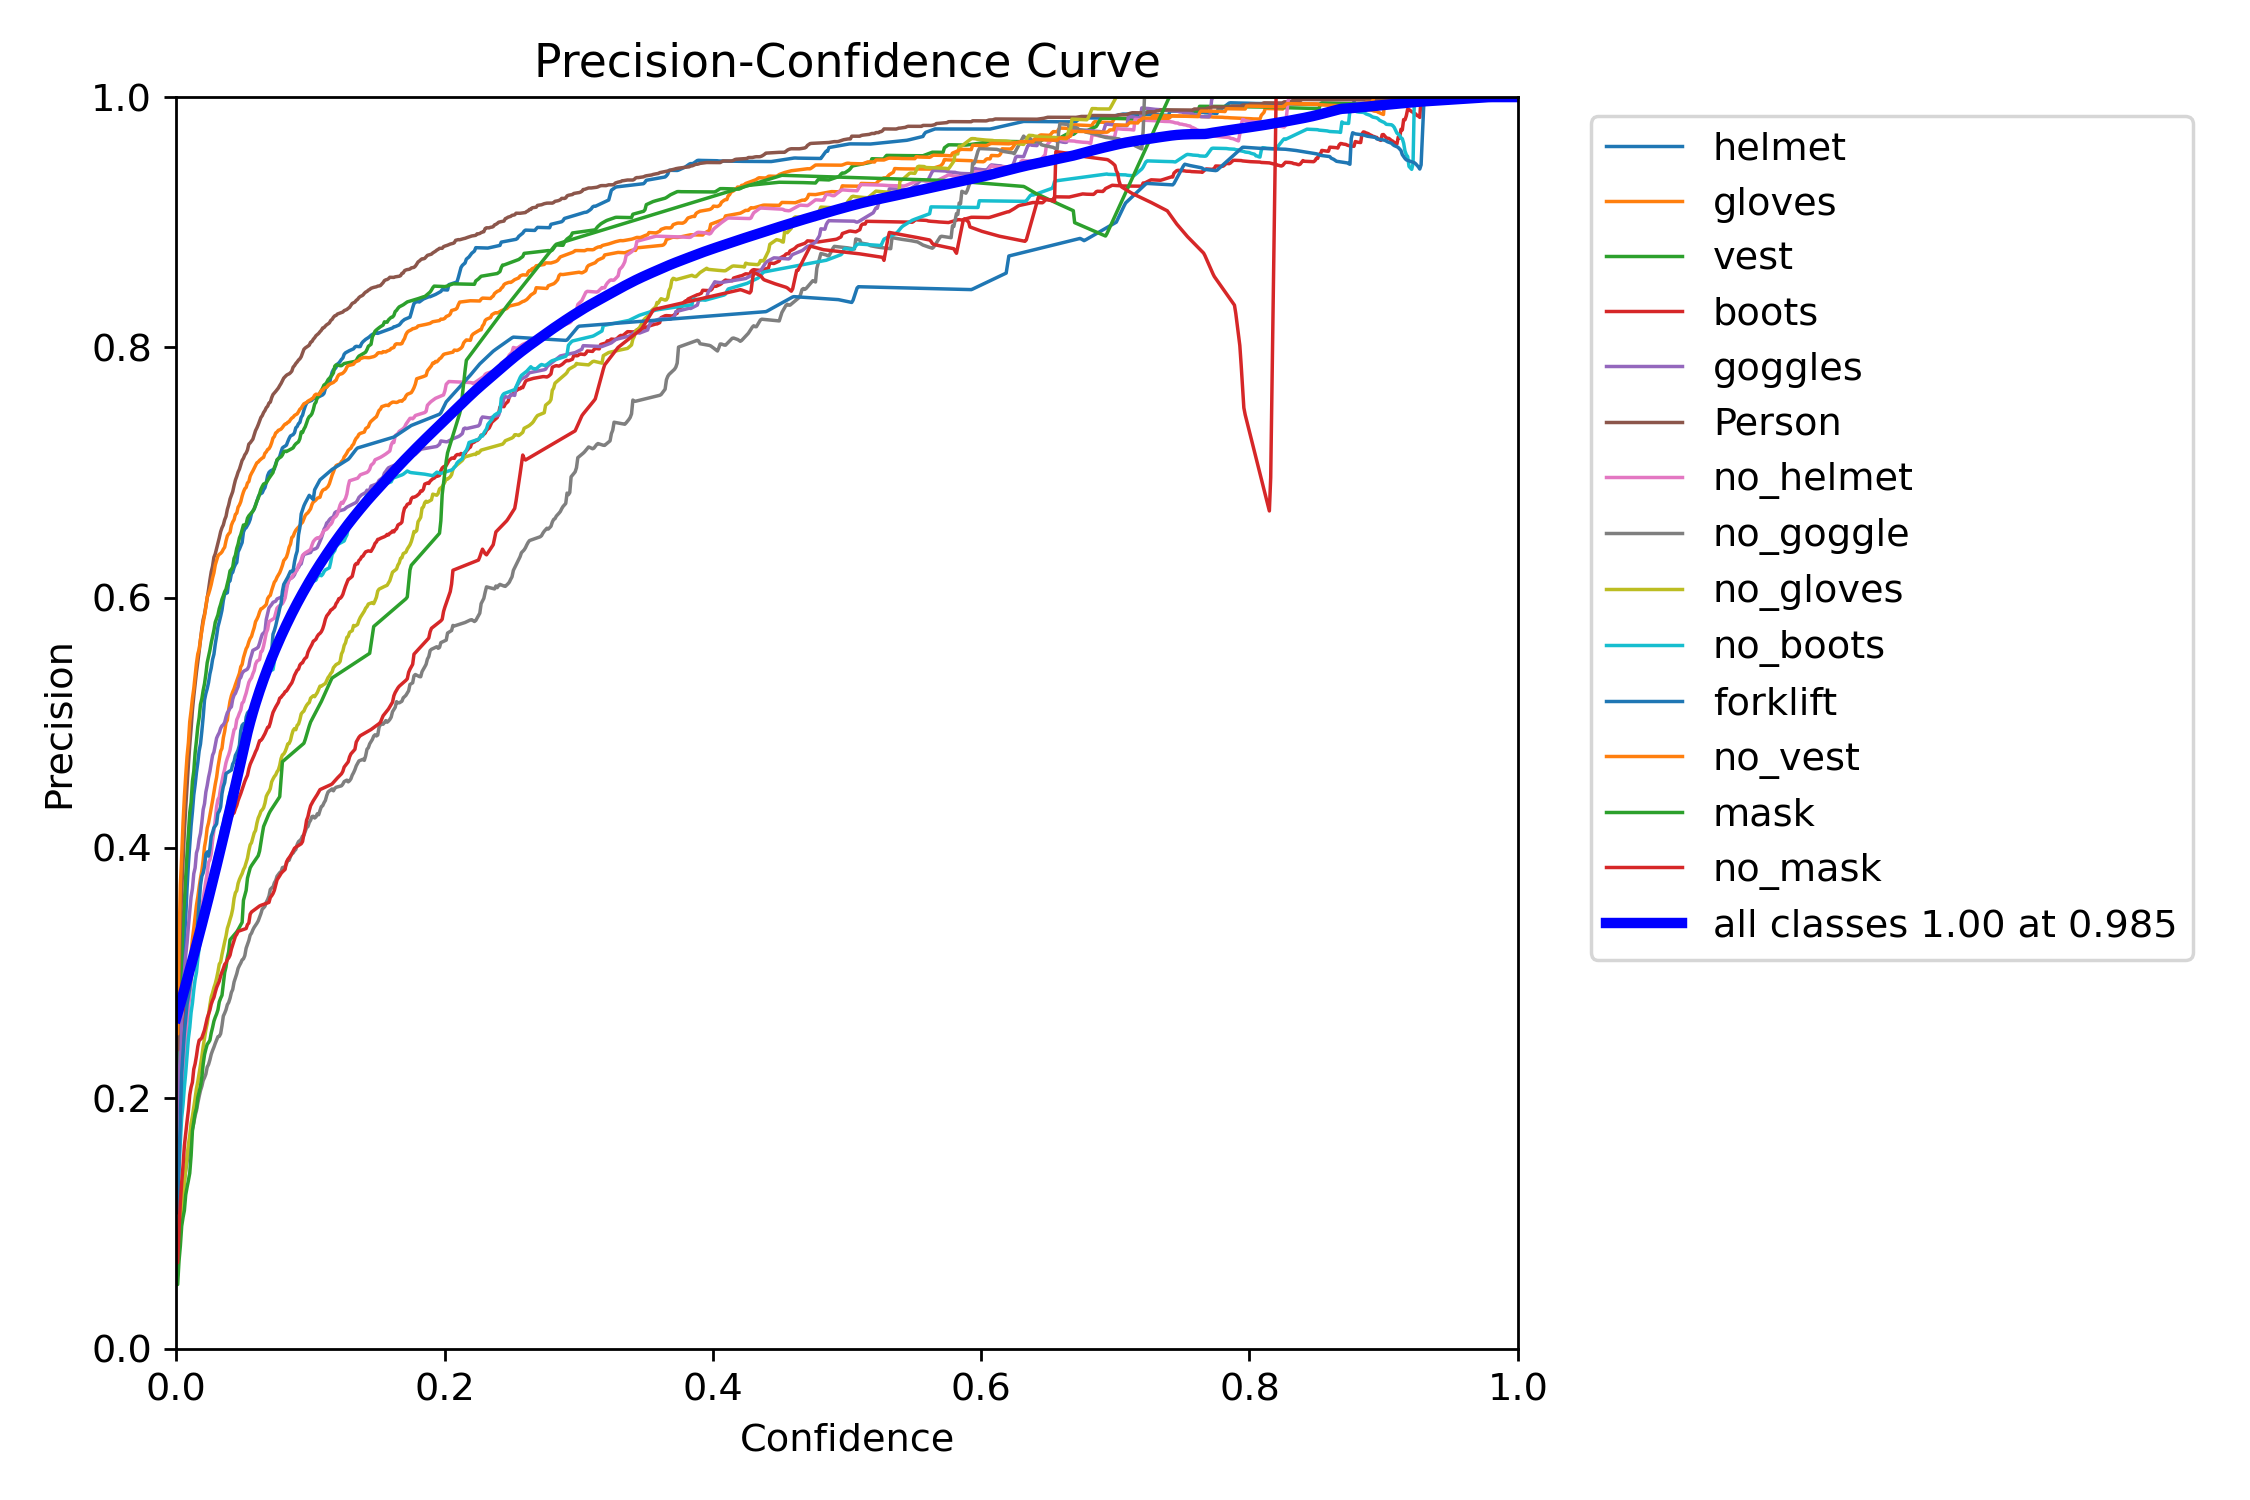 Precision-Confidence Curve
1.0
0.8
0.6
0.4
0.2
0.0
Precision
0.0 0.2 0.4 0.6 0.8 1.0
Confidence
helmet
gloves
vest
boots
goggles
Person
no_helmet
no_goggle
no_gloves
no_boots
forklift
no_vest
mask
no_mask
all classes 1.00 at 0.985